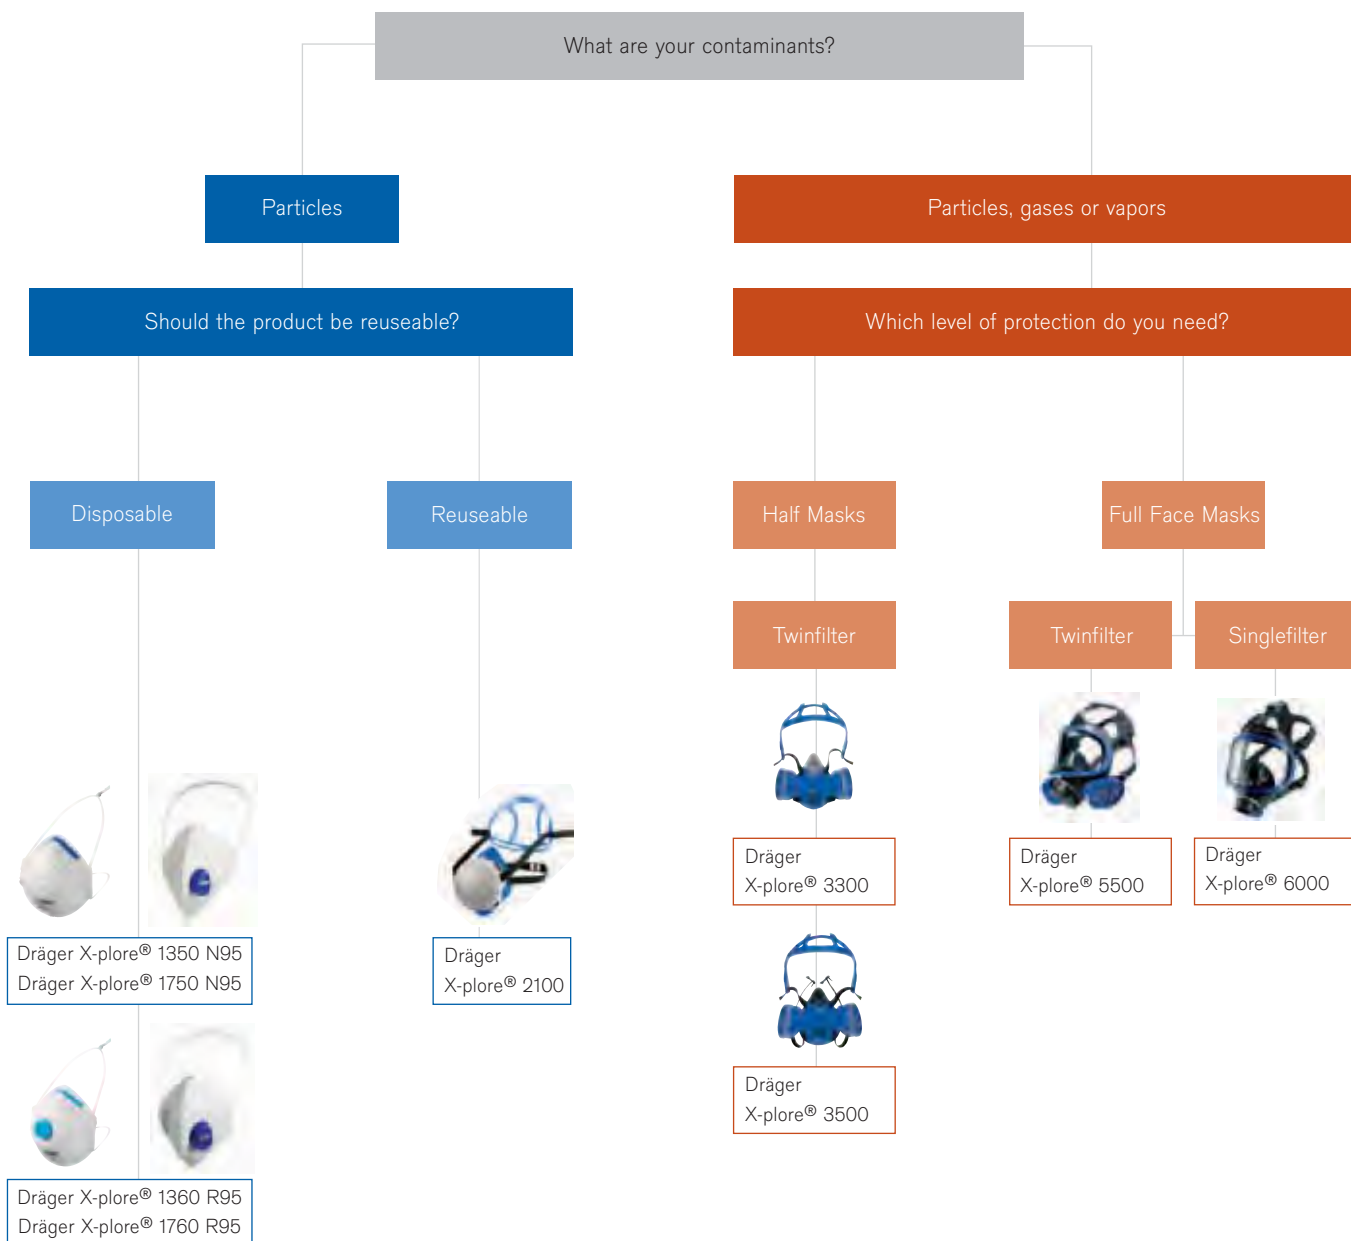 What are your contaminants?
Particles
Particles, gases or vapors
Should the product be reuseable?
Which level of protection do you need?
Disposable
Reuseable
Half Masks
Full Face Masks
Twinfilter
Twinfilter
Singlefilter
Dräger
X-plore® 3300
Dräger
X-plore® 5500
Dräger
X-plore® 6000
Dräger X-plore® 1350 N95
Dräger X-plore® 1750 N95
Dräger
X-plore® 2100
Dräger
X-plore® 3500
Dräger X-plore® 1360 R95
Dräger X-plore® 1760 R95